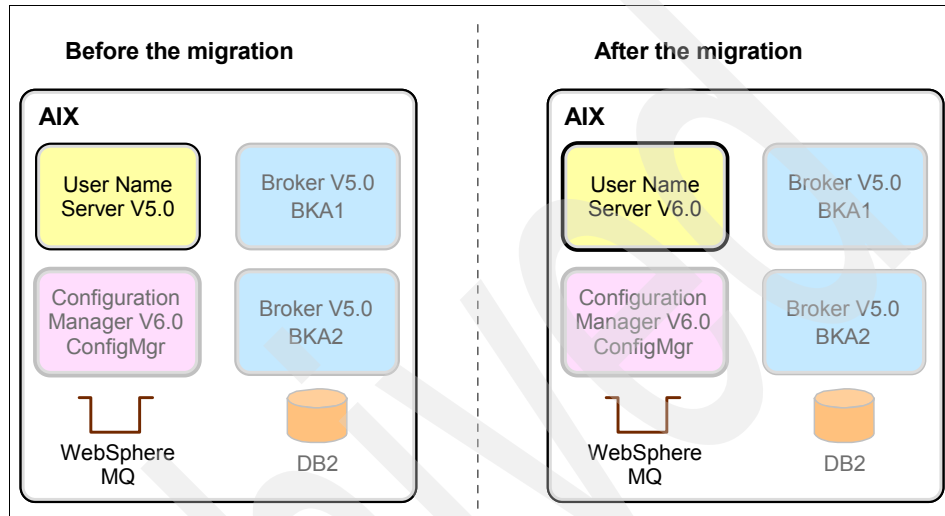 Before the migration
AIX
User Name
Server V5.0
Broker V5.0
BKA1
Configuration
Manager V6.0
ConfigMgr
Broker V5.0
BKA2
WebSphere
MQ
DB2
After the migration
AIX
User Name
Server V6.0
Broker V5.0
BKA1
Configuration
Manager V6.0
ConfigMgr
Broker V5.0
BKA2
WebSphere
MQ
DB2